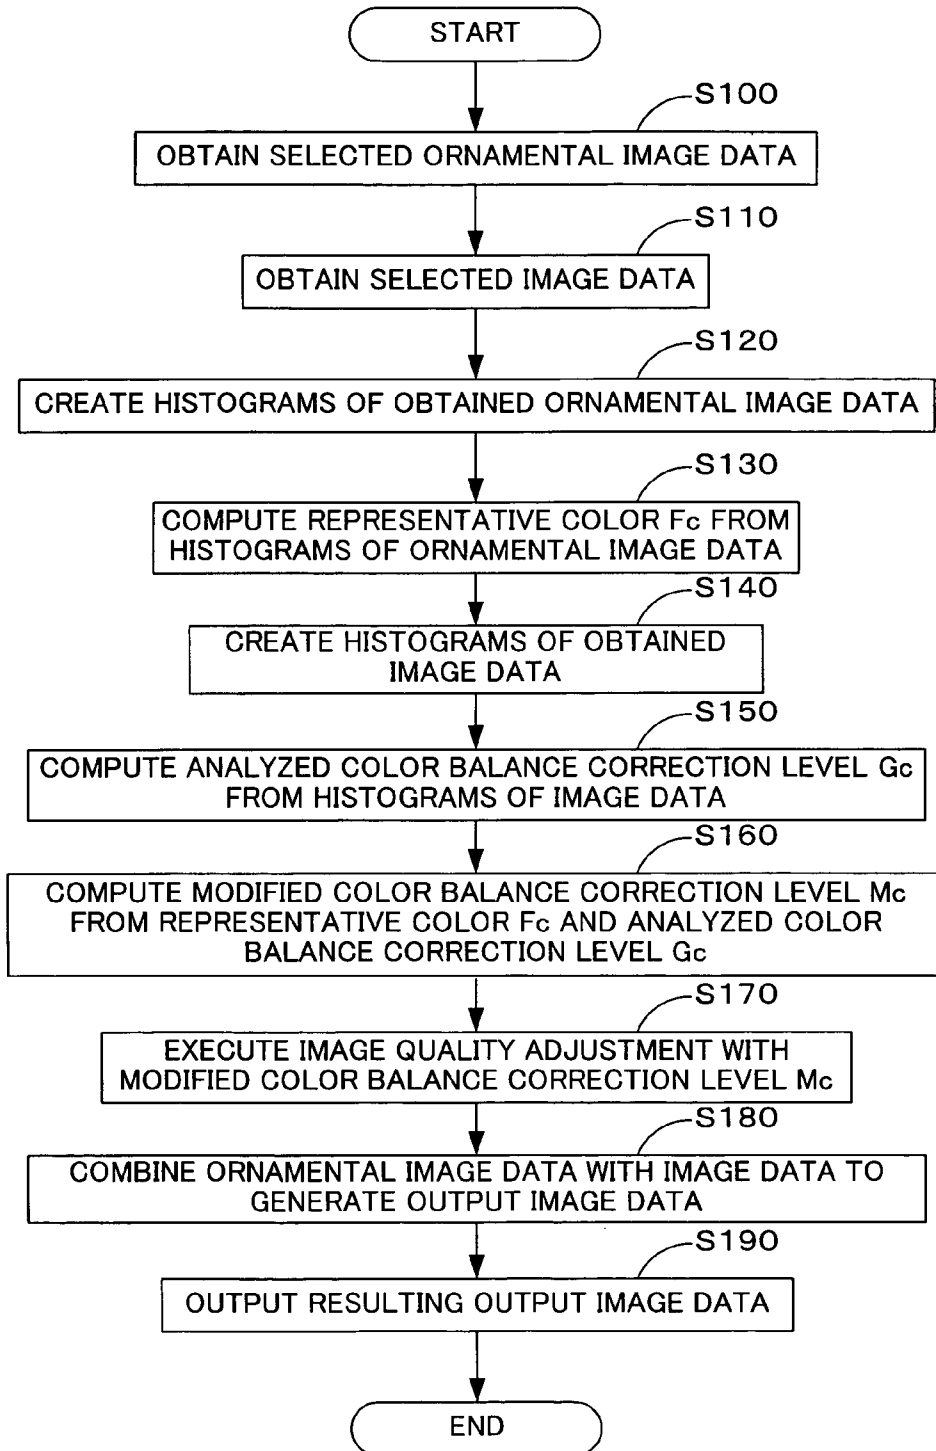 START
S100
OBTAIN SELECTED ORNAMENTAL IMAGE DATA
S110
OBTAIN SELECTED IMAGE DATA
S120
CREATE HISTOGRAMS OF OBTAINED ORNAMENTAL IMAGE DATA
S130
COMPUTE REPRESENTATIVE COLOR Fc FROM
HISTOGRAMS OF ORNAMENTAL IMAGE DATA
S140
CREATE HISTOGRAMS OF OBTAINED
IMAGE DATA
S150
COMPUTE ANALYZED COLOR BALANCE CORRECTION LEVEL Gc
FROM HISTOGRAMS OF IMAGE DATA
S160
COMPUTE MODIFIED COLOR BALANCE CORRECTION LEVEL Mc
FROM REPRESENTATIVE COLOR Fc AND ANALYZED COLOR
BALANCE CORRECTION LEVEL Gc
S170
EXECUTE IMAGE QUALITY ADJUSTMENT WITH
MODIFIED COLOR BALANCE CORRECTION LEVEL Mc
S180
COMBINE ORNAMENTAL IMAGE DATA WITH IMAGE DATA TO
GENERATE OUTPUT IMAGE DATA
S190
OUTPUT RESULTING OUTPUT IMAGE DATA
END